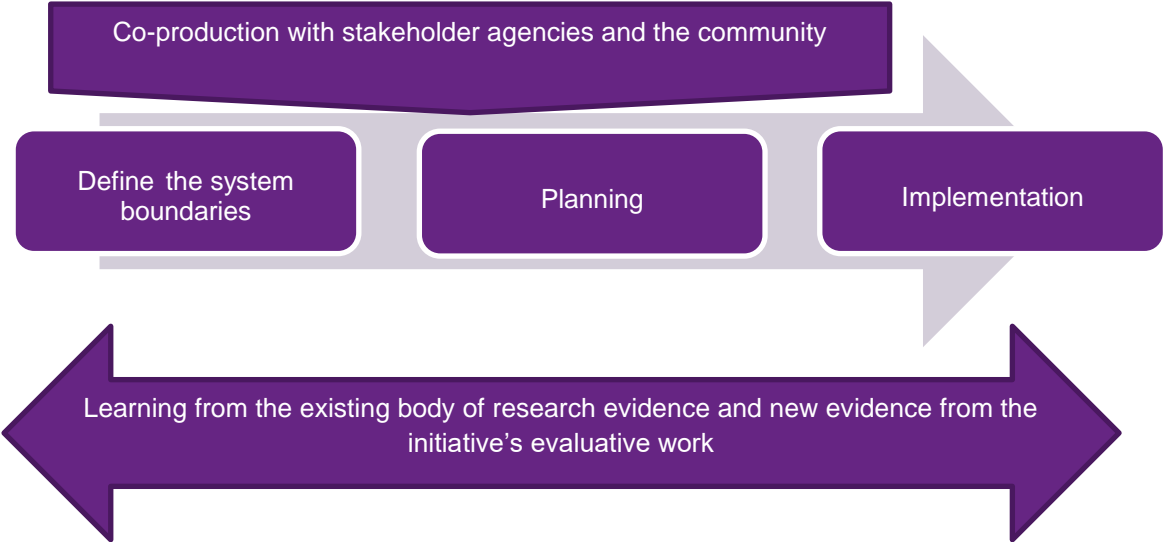 Co-production with stakeholder agencies and the community
Define the system
boundaries
Planning
Implementation
Learning from the existing body of research evidence and new evidence from the
initiative’s evaluative work